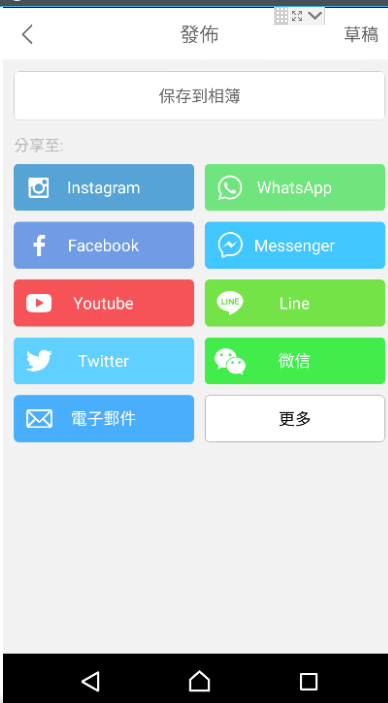 發佈
草稿
保存到相簿
分享至:
Instagram
WhatsApp
Facebook
Messenger
Youtube
LINE
Line
Twitter
微信
電子郵件
更多